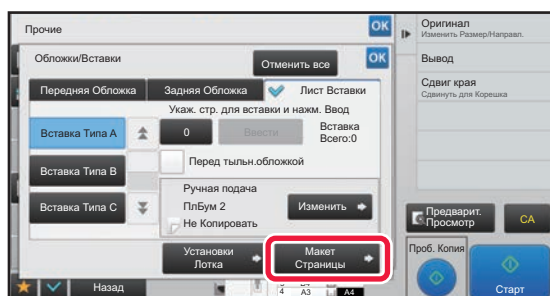 Прочие
OK
Обложки/Вставки
Отменить все
OK
Передняя Обложка
Задняя Обложка
Лист Вставки
Укаж. стр. для вставки и нажм. Ввод
Вставка Типа A
0
Ввести
Вставка
Всего:0
Вставка Типа B
Перед тыльн.обложкой
Вставка Типа C
Ручная подача
ПлБум 2
Не Копировать
Изменить
Установки
Лотка
Макет
Страницы
Назад
4
A3
A4
Оригинал
Изменить Размер/Направл.
Вывод
Сдвиг края
Сдвинуть для Корешка
Предварит.
Просмотр
CA
Проб. Копия
Старт